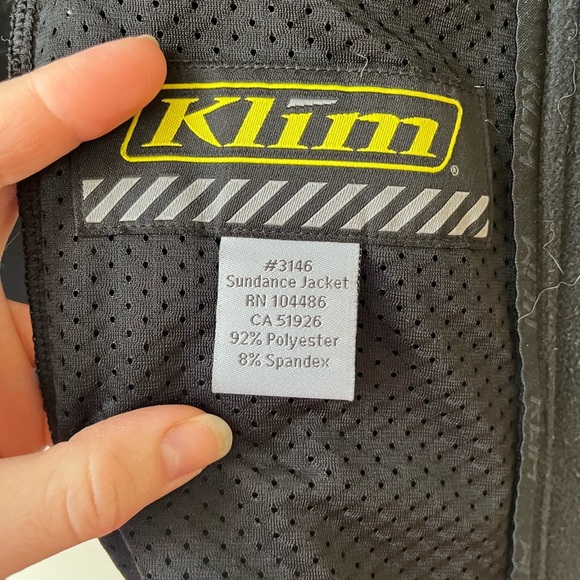 Klim®
#3146
Sundance Jacket
RN 104486
CA 51926
92% Polyester
8% Spandex